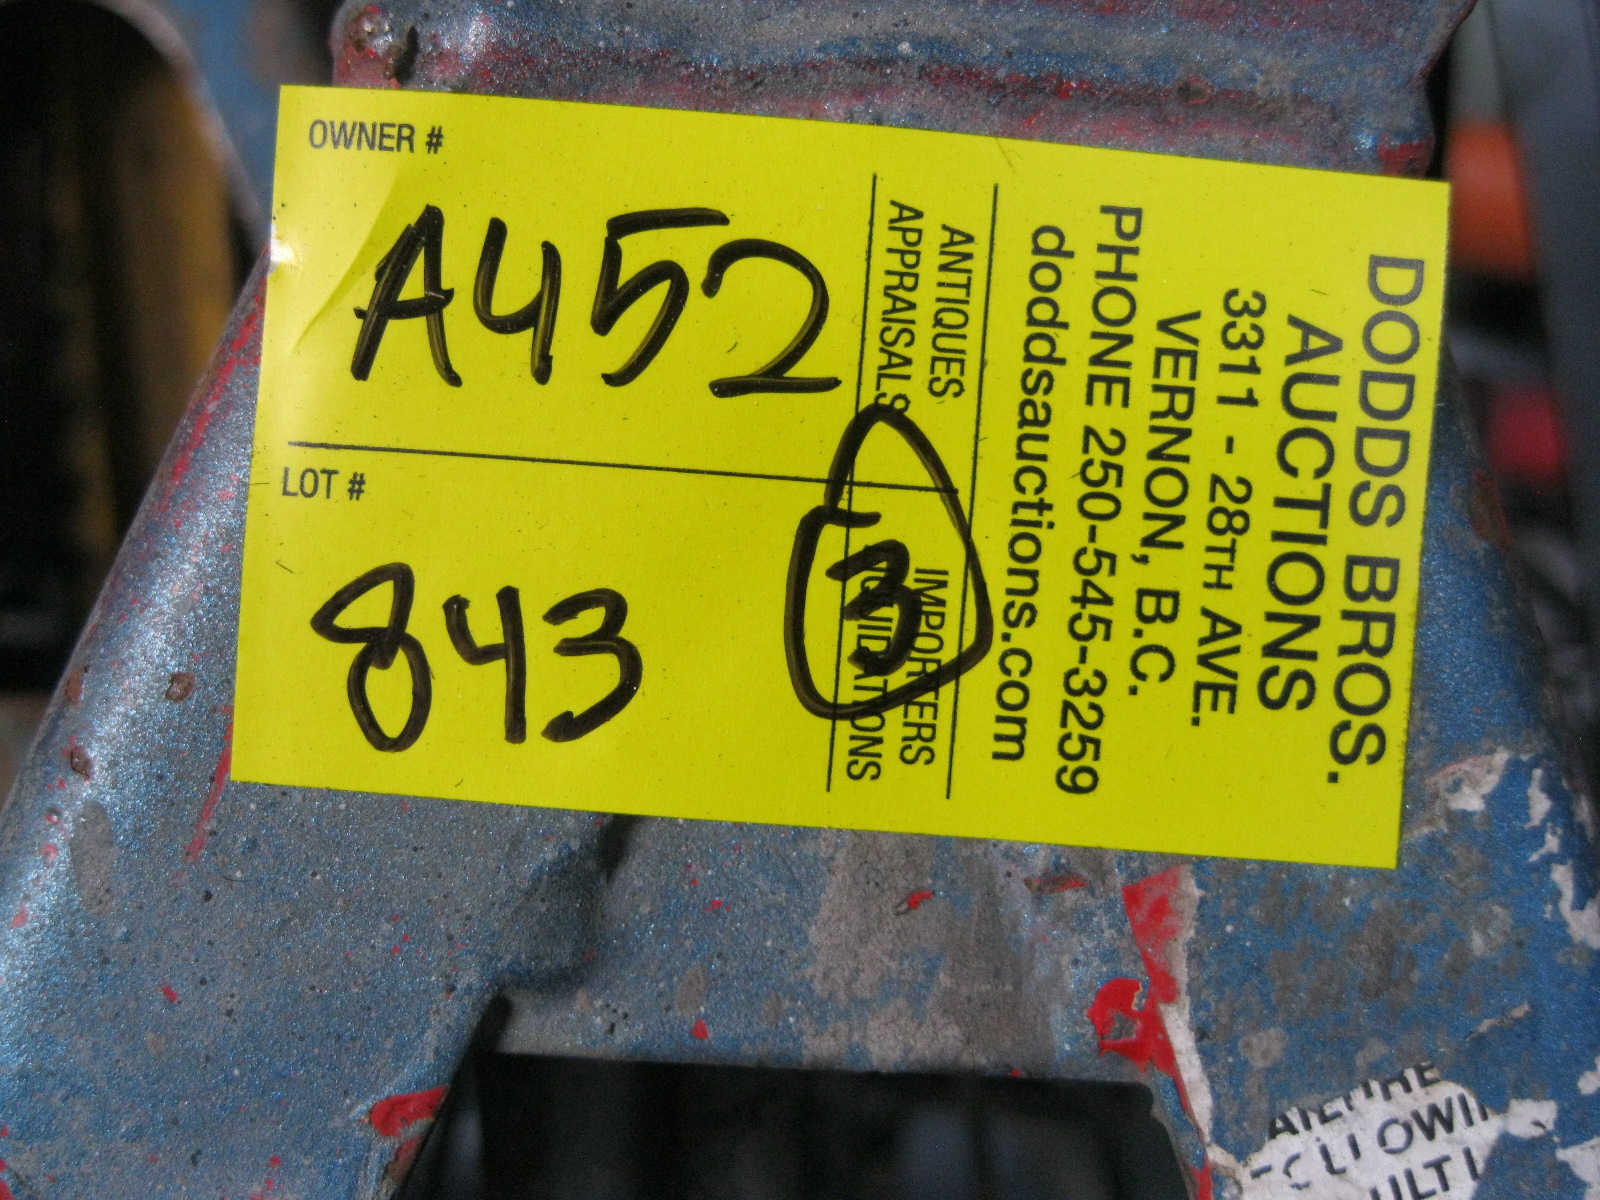 OWNER #
A452
LOT #
843
3
DODDS BROS.
AUCTIONS
3311 - 28TH AVE.
VERNON, B.C.
PHONE 250-545-3259
doddsauctions.com
ANTIQUES IMPORTERS
APPRAISALS LIQUIDATIONS